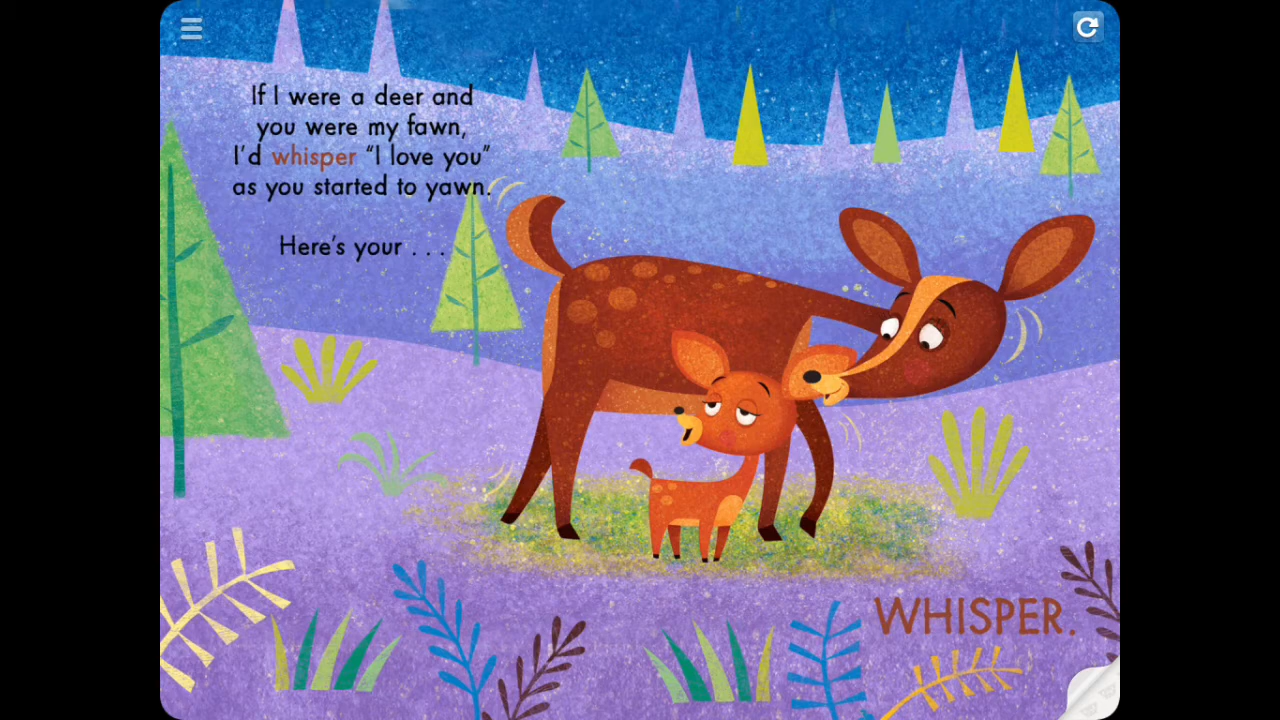 If I were a deer and
you were my fawn,
I’d whisper “I love you”
as you started to yawn.
Here’s your . . .
WHISPER.